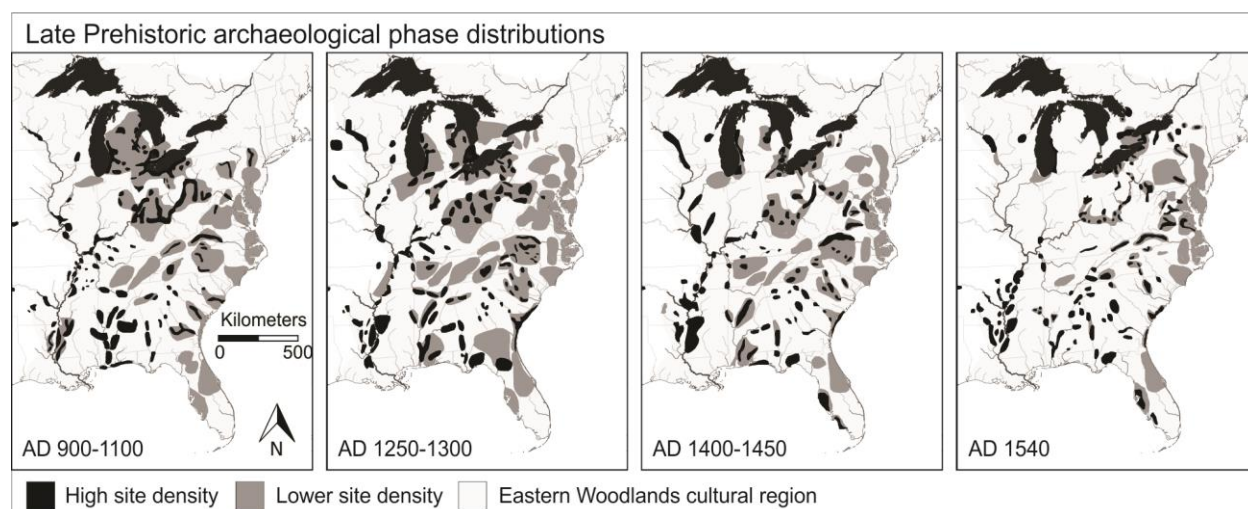 Late Prehistoric archaeological phase distributions
Kilometers
0 500
N
AD 900-1100
AD 1250-1300
AD 1400-1450
AD 1540
High site density
Lower site density
Eastern Woodlands cultural region